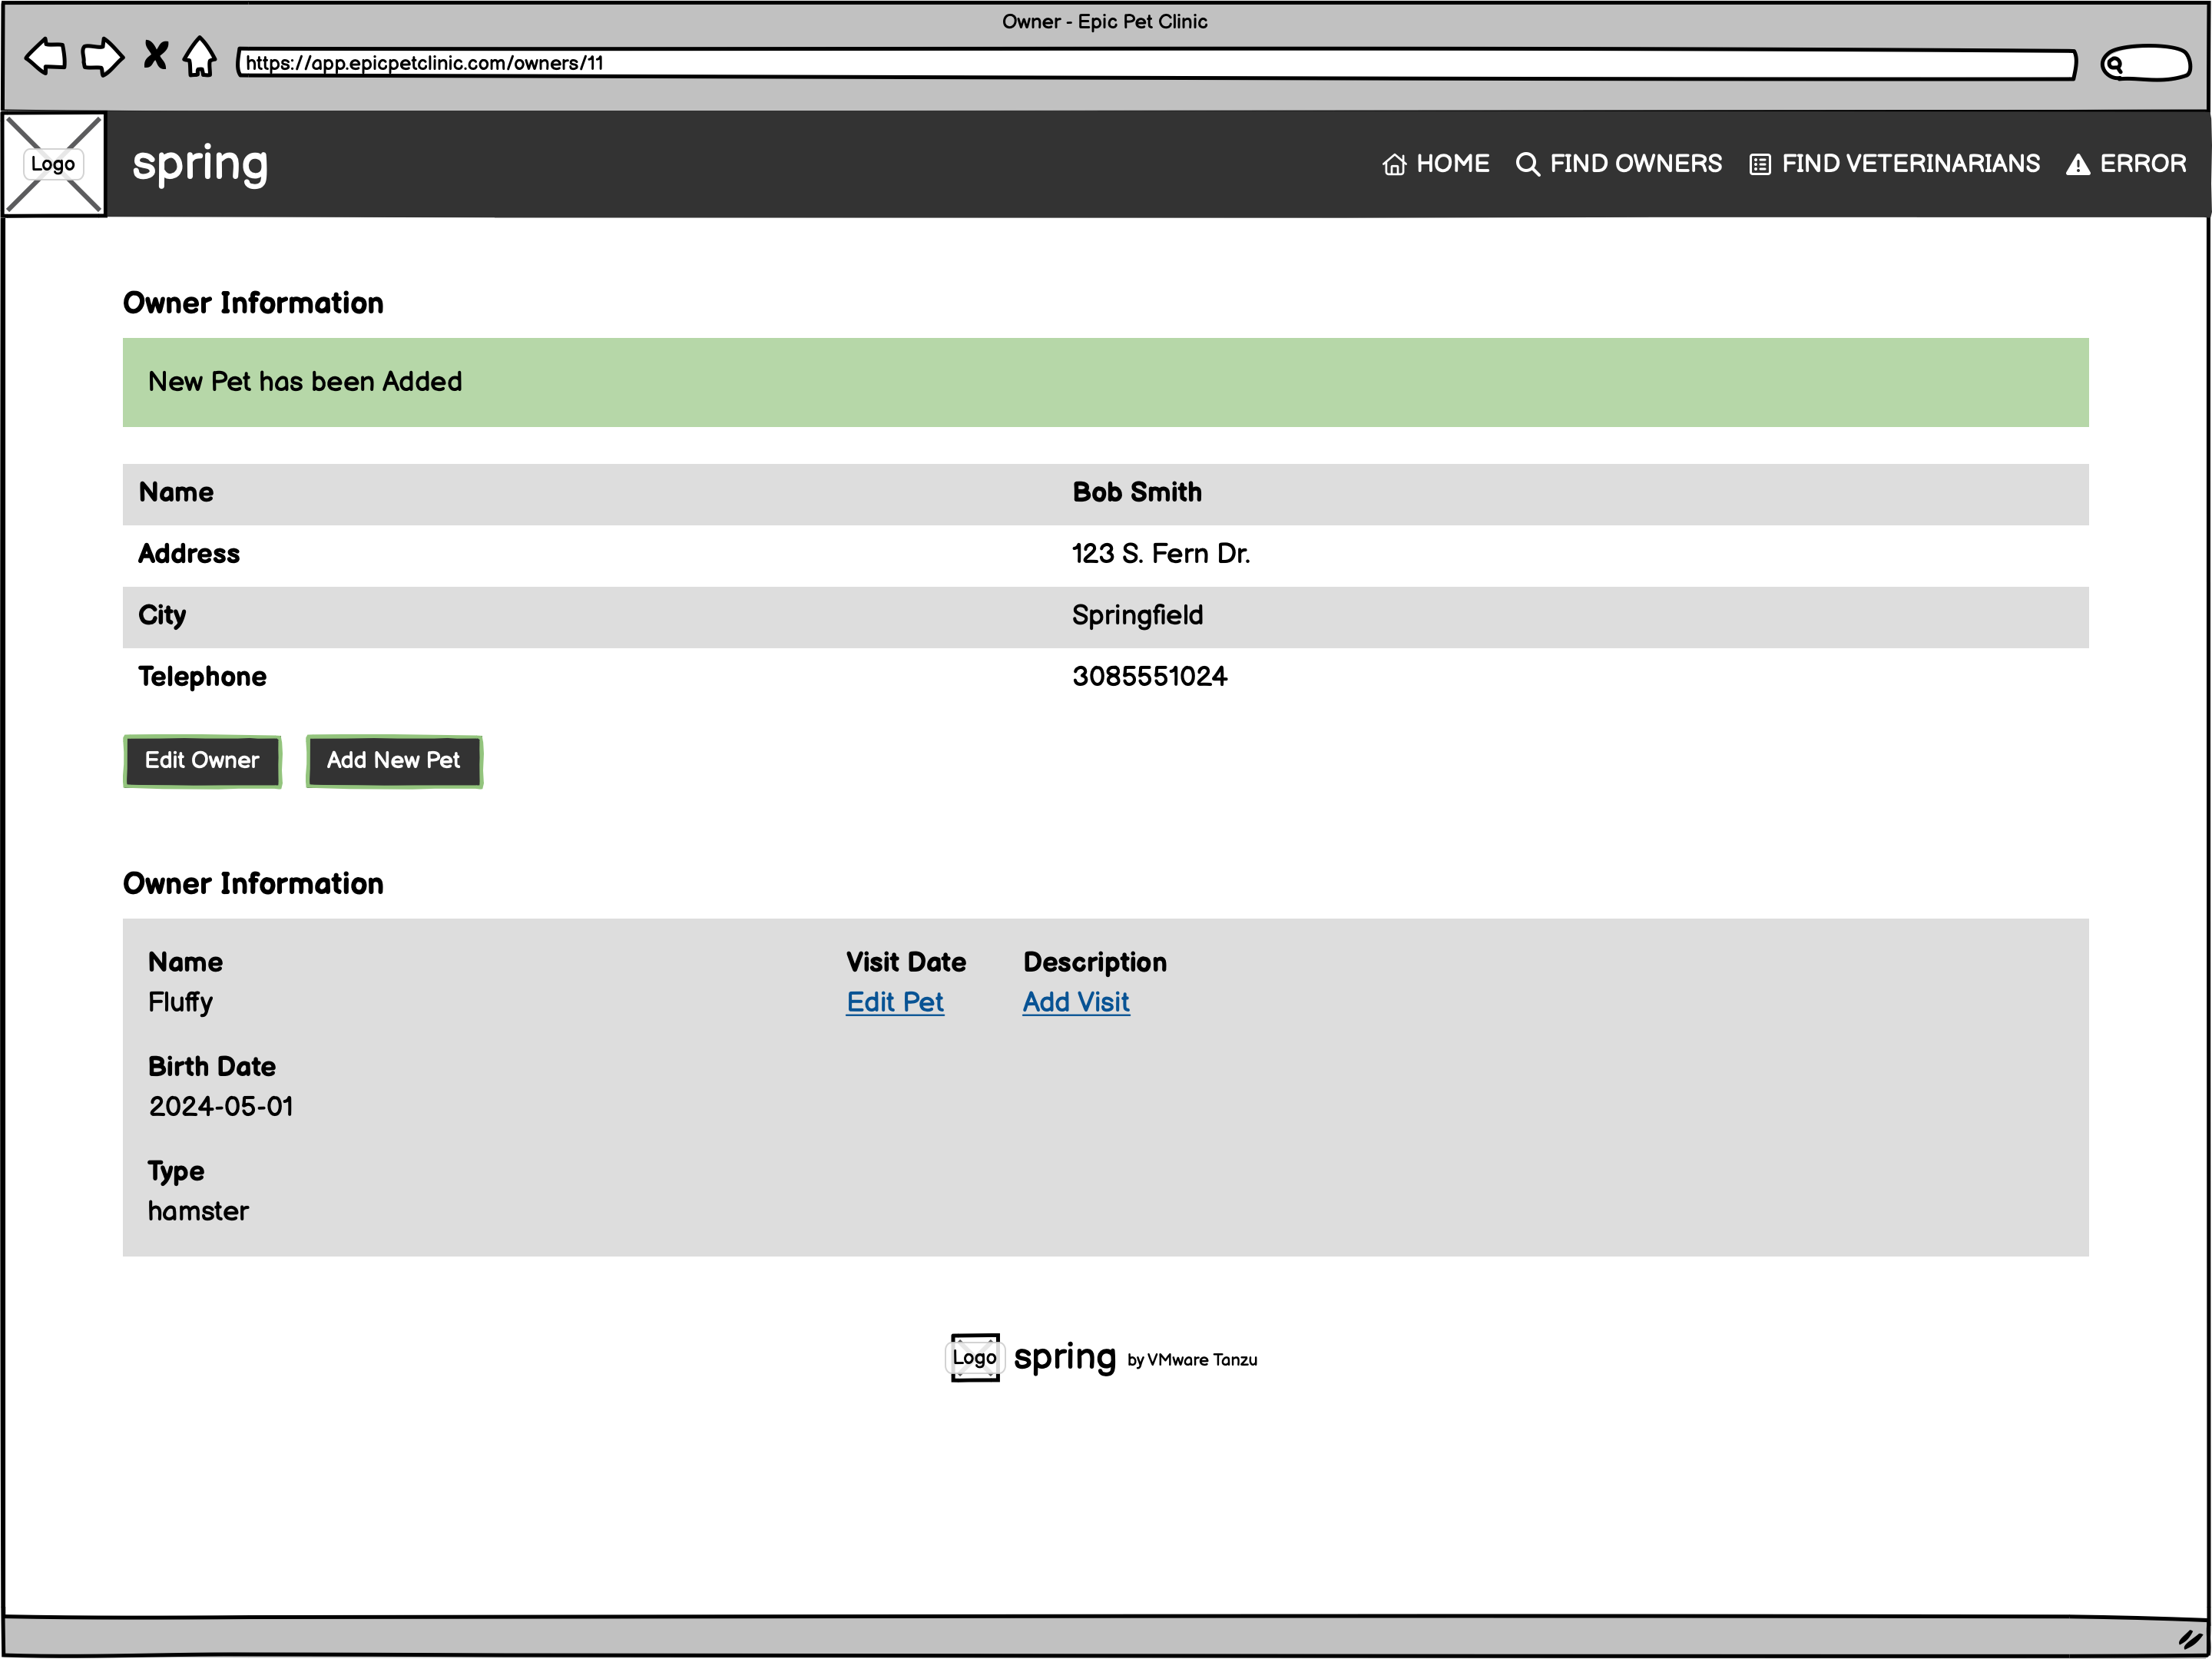 Owner - Epic Pet Clinic
https://app.epicpetclinic.com/owners/11
Logo spring HOME FIND OWNERS FIND VETERINARIANS ERROR
Owner Information
New Pet has been Added
Name Bob Smith
Address 123 S. Fern Dr.
City Springfield
Telephone 3085551024
Edit Owner Add New Pet
Owner Information
Name Visit Date Description
Fluffy Edit Pet Add Visit
Birth Date
2024-05-01
Type
hamster
Logo spring by VMware Tanzu